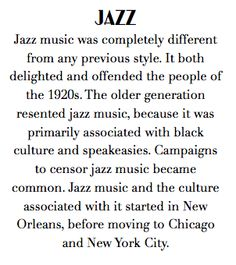 JAZZ
Jazz music was completely different
from any previous style. It both
delighted and offended the people of
the 1920s. The older generation
resented jazz music, because it was
primarily associated with black
culture and speakeasies. Campaigns
to censor jazz music became
common. Jazz music and the culture
associated with it started in New
Orleans, before moving to Chicago
and New York City.